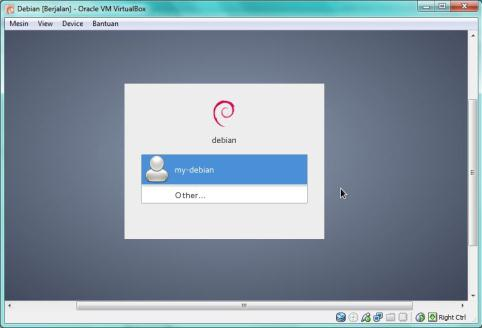 Debian [Berjalan] - Oracle VM VirtualBox
Mesin View Device Bantuan
debian
my-debian
Other...
Right Ctrl